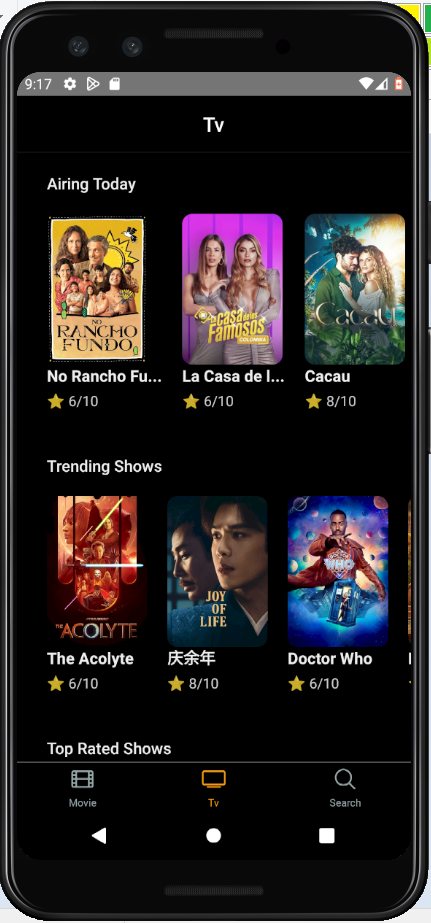 9:17
Tv
Airing Today
NO
RANCHO
FUNDO
La casa de los
Famosos
COLOMBIA
Cacau
No Rancho Fu...
La Casa de l...
Cacau
6/10
6/10
8/10
Trending Shows
THE
ACOLYTE
JOY
OF
LIFE
DOCTOR
WHO
The Acolyte
庆余年
Doctor Who
6/10
8/10
6/10
Top Rated Shows
Movie
Tv
Search